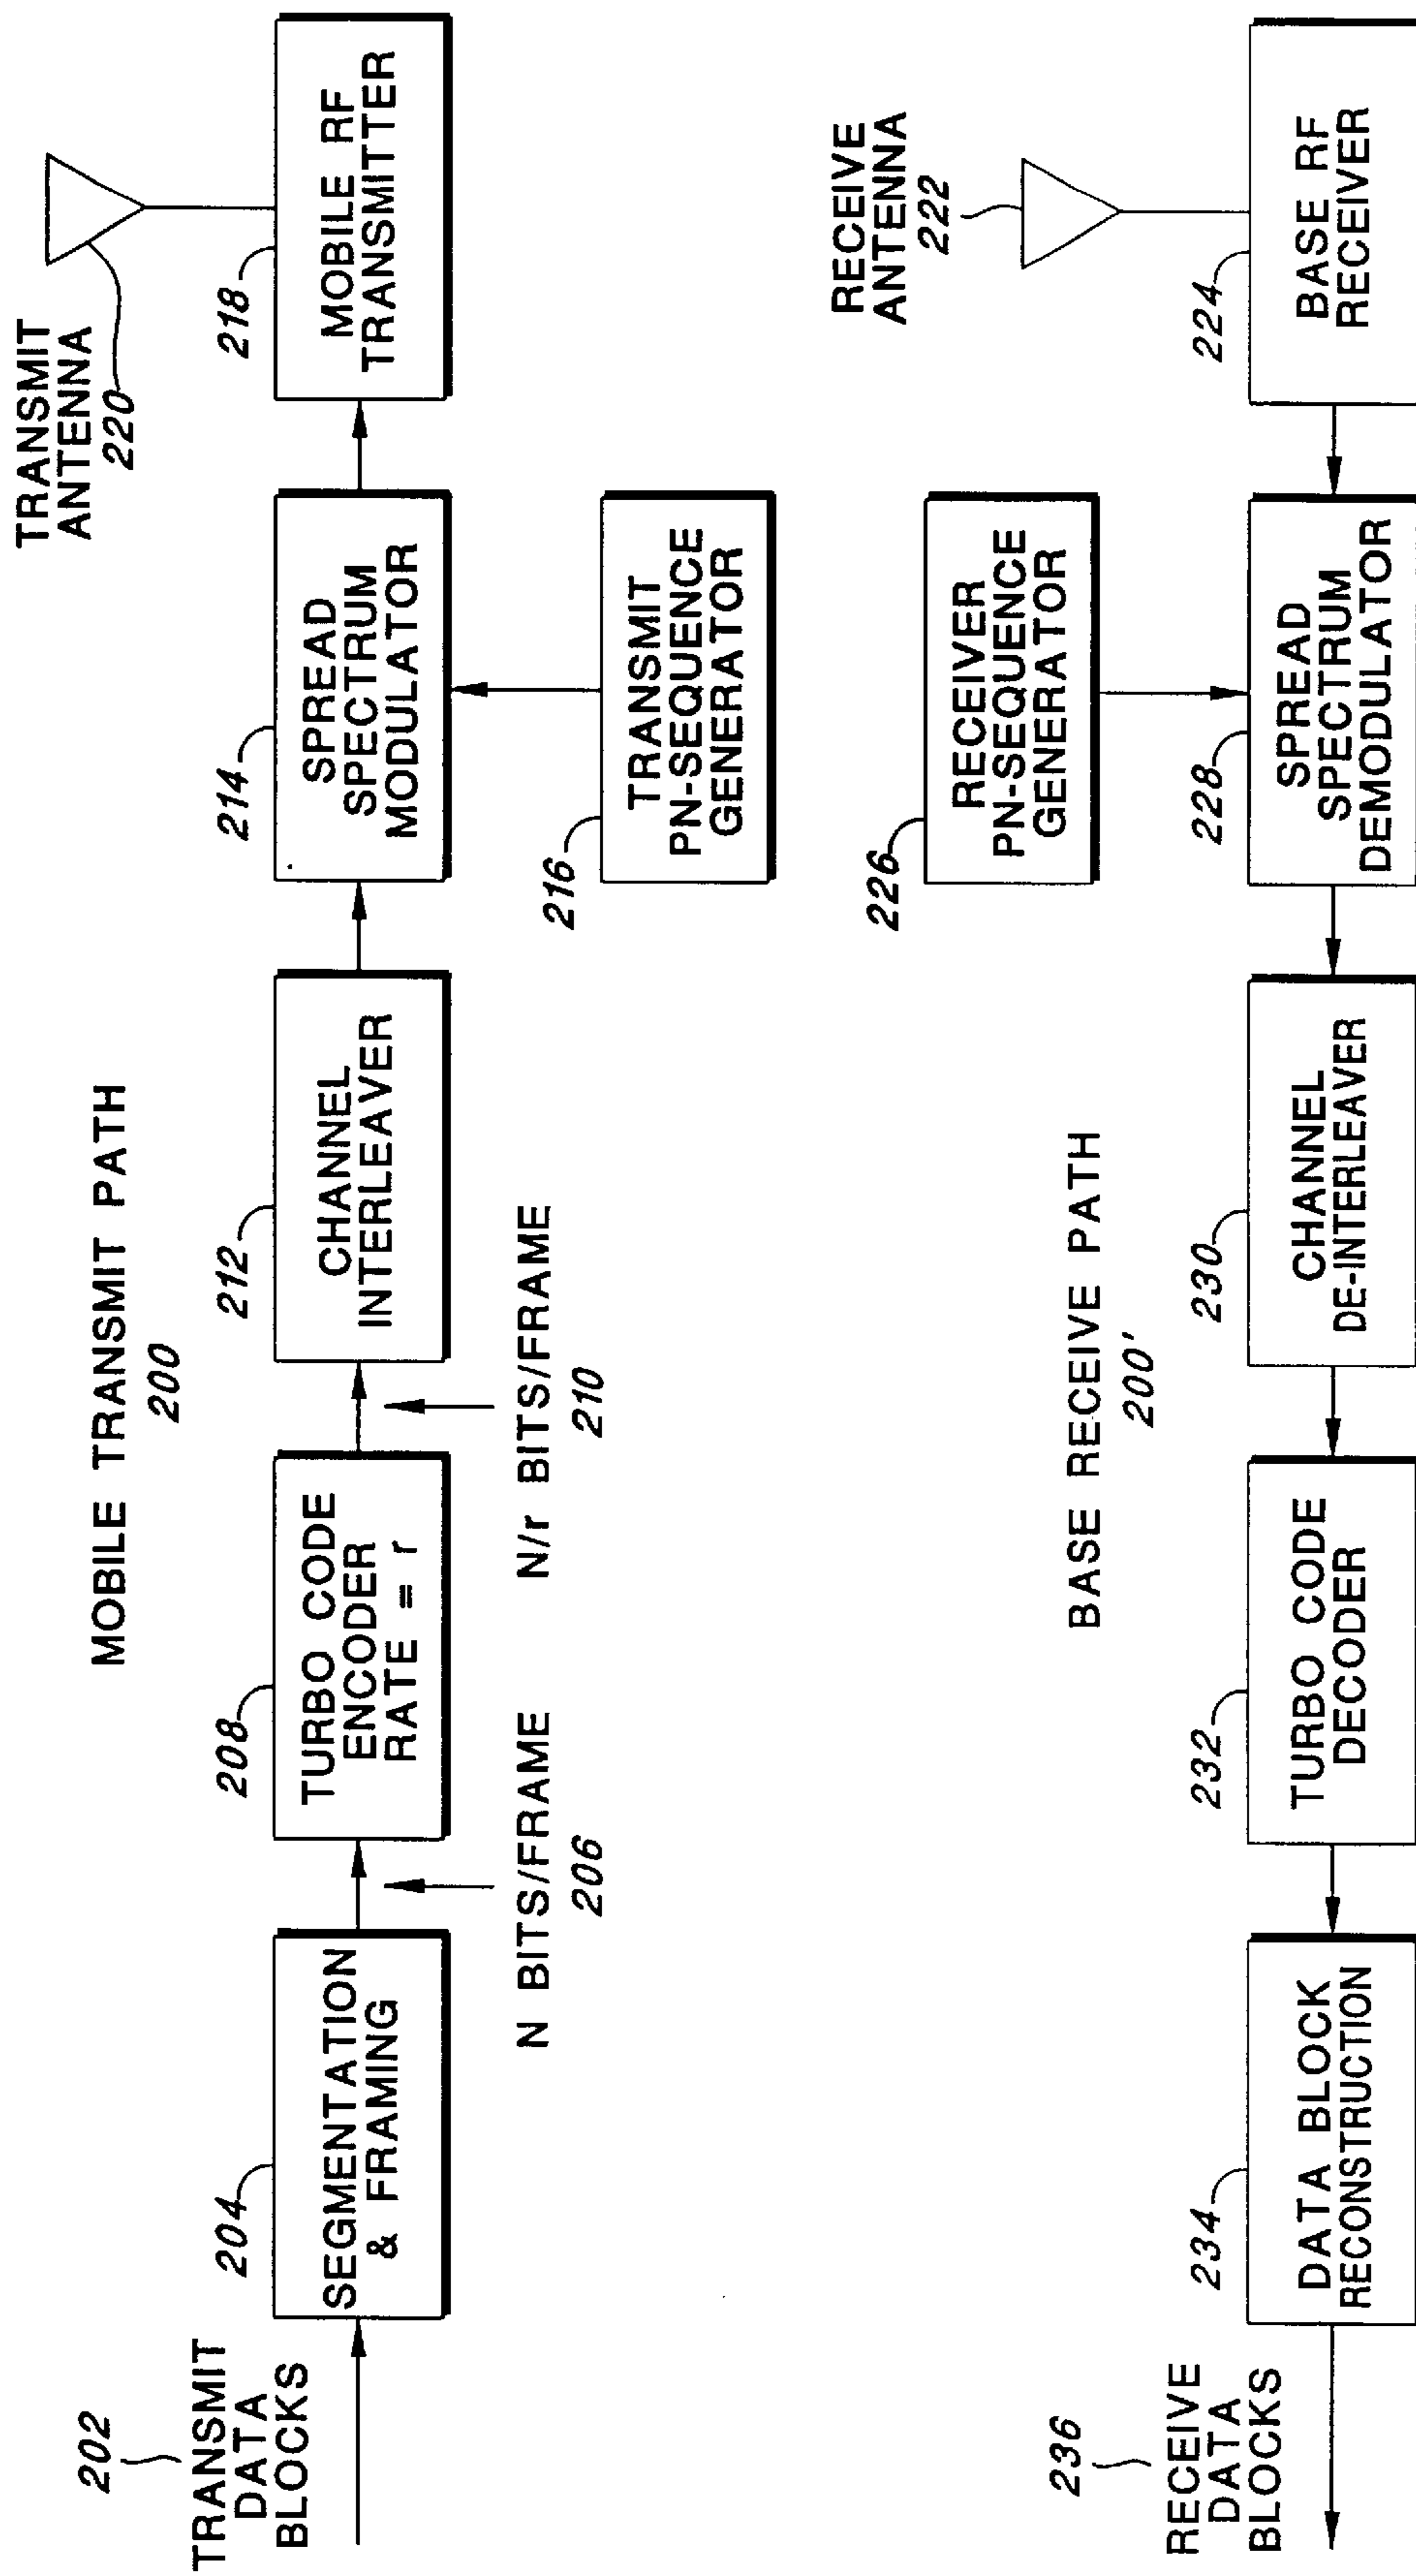 MOBILE TRANSMIT PATH
200
TRANSMIT
ANTENNA
220
202
TRANSMIT
DATA
BLOCKS
204
SEGMENTATION
& FRAMING
N BITS/FRAME
206
208
TURBO CODE
ENCODER
RATE = r
N/r BITS/FRAME
210
212
CHANNEL
INTERLEAVER
214
SPREAD
SPECTRUM
MODULATOR
216
TRANSMIT
PN-SEQUENCE
GENERATOR
218
MOBILE RF
TRANSMITTER
BASE RECEIVE PATH
200'
RECEIVE
ANTENNA
222
224
BASE RF
RECEIVER
226
RECEIVER
PN-SEQUENCE
GENERATOR
228
SPREAD
SPECTRUM
DEMODULATOR
230
CHANNEL
DE-INTERLEAVER
232
TURBO CODE
DECODER
234
DATA BLOCK
RECONSTRUCTION
236
RECEIVE
DATA
BLOCKS